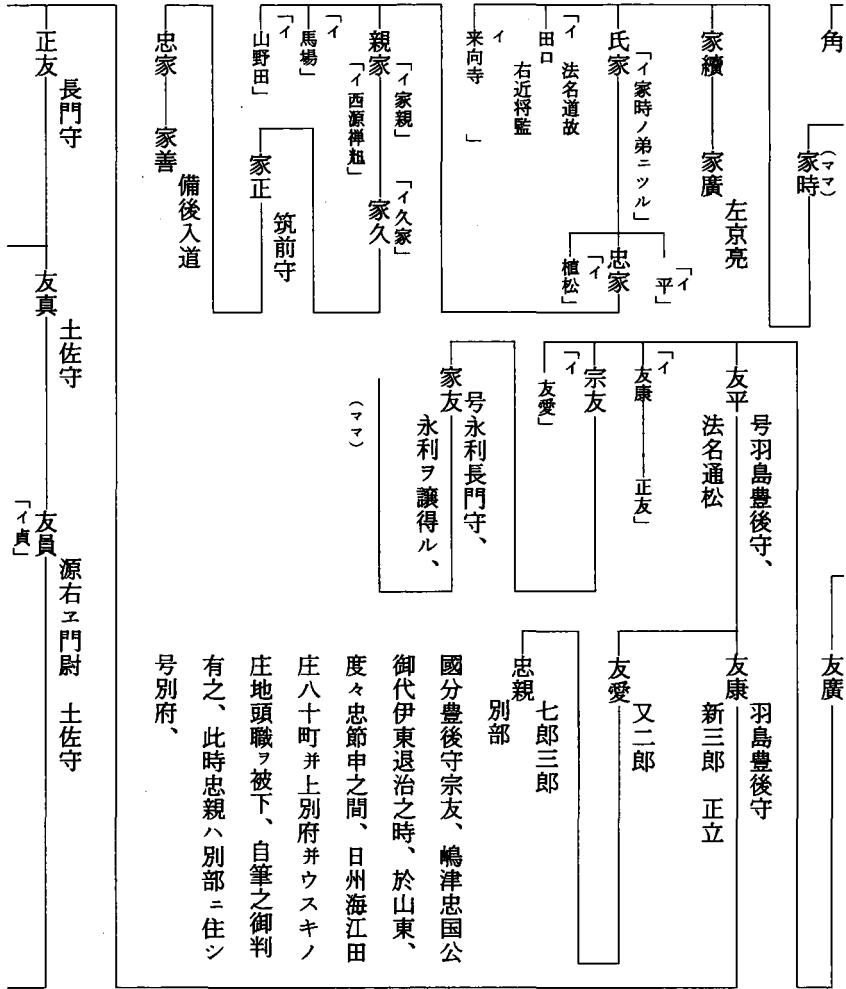 角
家時
(ママ)
家續
家廣
左京亮
氏家
「イ家時ノ弟ニツル」
忠家
「イ
平」
「イ
植松」
「イ
田口
法名道故
右近将監
イ
来向寺
」
親家
「イ家親」
「イ西源禅尅」
家久
「イ久家」
「イ
馬場」
「イ
山野田」
家正
筑前守
忠家
家善
備後入道
友廣
友平
号羽島豊後守、
法名通松
「イ
友康
正友」
宗友
「イ
友愛」
友康
羽島豊後守
新三郎 正立
友愛
又二郎
忠親
七郎三郎
別部
國分豊後守宗友、嶋津忠国公
御代伊東退治之時、於山東、
度々忠節申之間、日州海江田
庄八十町并上別府并ウスキノ
庄地頭職ヲ被下、自筆之御判
有之、此時忠親ハ別部ニ住シ
号別府、
家友
号永利長門守、
永利ヲ譲得ル、
(ママ)
正友
長門守
友真
土佐守
友員
「イ貞」
源右ヱ門尉 土佐守